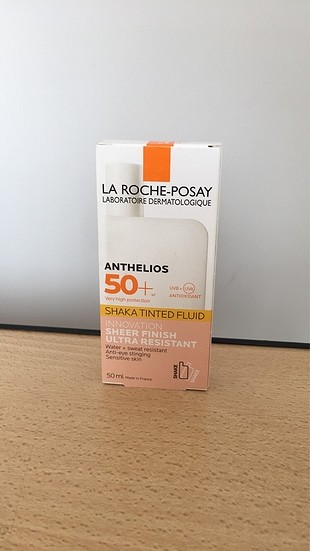 LA ROCHE-POSAY
LABORATOIRE DERMATOLOGIQUE
ANTHELIOS
50+
Very high protection
UVB + UVA
ANTIOXIDANT
SHAKA TINTED FLUID
INNOVATION
SHEER FINISH
ULTRA RESISTANT
Water + sweat resistant
Anti-eye stinging
Sensitive skin
50 ml Made in France
SHAKE